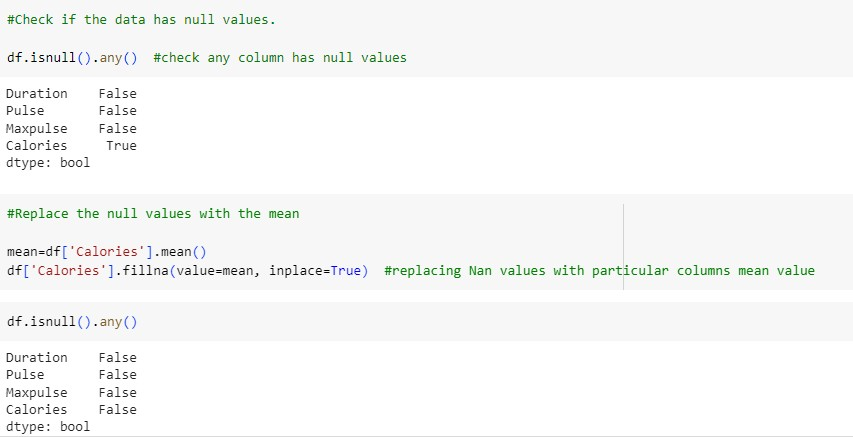 #Check if the data has null values.
df.isnull().any()  #check any column has null values
Duration    False
Pulse       False
Maxpulse    False
Calories     True
dtype: bool
#Replace the null values with the mean
mean=df['Calories'].mean()
df['Calories'].fillna(value=mean, inplace=True)  #replacing Nan values with particular columns mean value
df.isnull().any()
Duration    False
Pulse       False
Maxpulse    False
Calories    False
dtype: bool